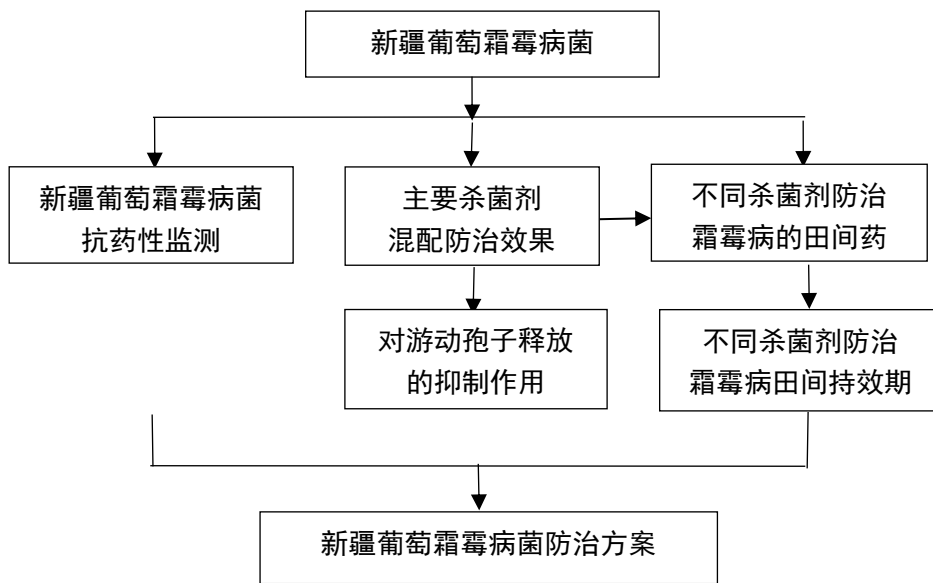 新疆葡萄霜霉病菌
新疆葡萄霜霉病菌
抗药性监测
主要杀菌剂
混配防治效果
不同杀菌剂防治
霜霉病的田间药
对游动孢子释放
的抑制作用
不同杀菌剂防治
霜霉病田间持效期
新疆葡萄霜霉病菌防治方案